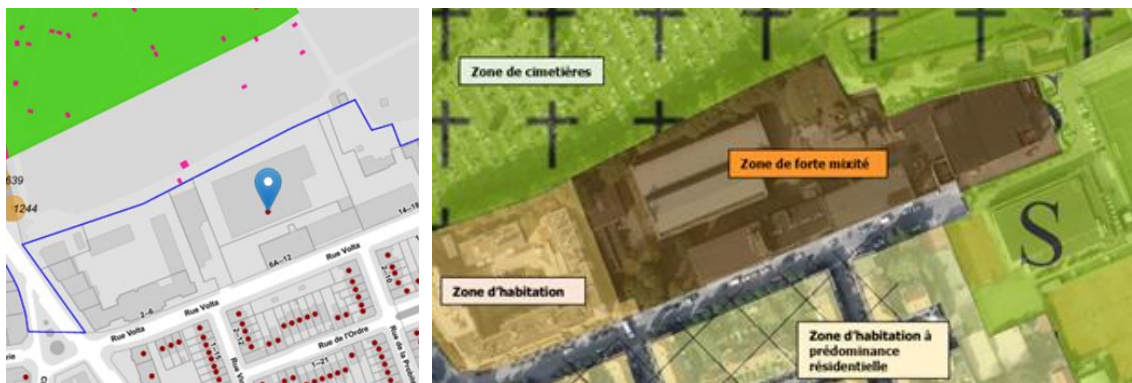 639
1244
14-18
6A--12
Rue Volta
Rue Volta
2--6
Rue Volta
2--10
2--12
1--15
Rue de l'Ordre
1--21
Zone de cimetières
Zone de forte mixité
Zone d'habitation
Zone d'habitation à
prédominance
résidentielle
S